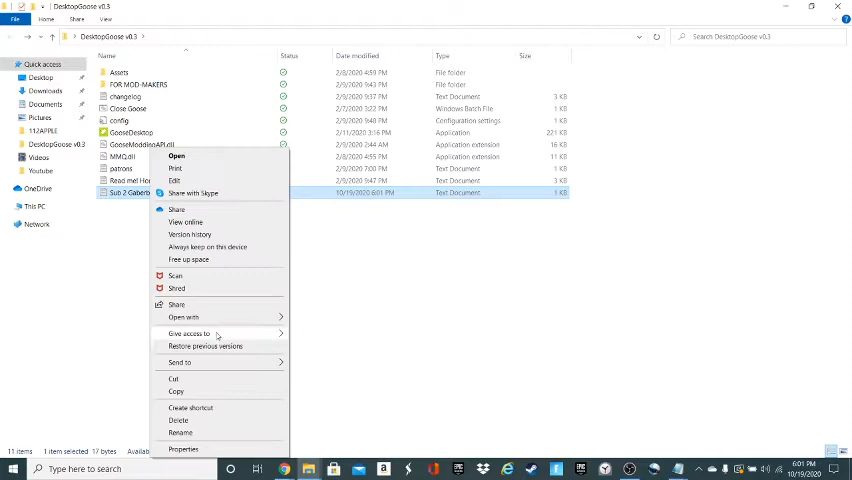 DesktopGoose v0.3
File Home Share View
DesktopGoose v0.3 Search DesktopGoose v0.3
Name Status Date modified Type Size
Quick access
Desktop
Downloads
Documents
Pictures
112APPLE
DesktopGoose v0.3
Videos
Youtube
OneDrive
This PC
Network
Assets 2/8/2020 4:59 PM File folder
FOR MOD-MAKERS 2/9/2020 9:43 PM File folder
changelog 2/9/2020 9:37 PM Text Document 3 KB
Close Goose 2/7/2020 3:22 PM Windows Batch File 1 KB
config 2/9/2020 9:48 PM Configuration settings 1 KB
GooseDesktop 2/11/2020 3:16 PM Application 221 KB
GooseModdingAPI.dll 2/9/2020 2:44 AM Application extension 16 KB
MMQ.dll 2/8/2020 4:55 PM Application extension 11 KB
patrons 2/9/2020 7:00 PM Text Document 1 KB
Read me! 2/9/2020 9:47 PM Text Document 1 KB
Sub 2 10/19/2020 6:01 PM Text Document 1 KB
Open
Print
Edit
Share with Skype
Share
View online
Version history
Always keep on this device
Free up space
Scan
Shred
Share
Open with
Give access to
Restore previous versions
Send to
Cut
Copy
Create shortcut
Delete
Rename
Properties
11 items 1 item selected 17 bytes
Type here to search
6:01 PM
10/19/2020